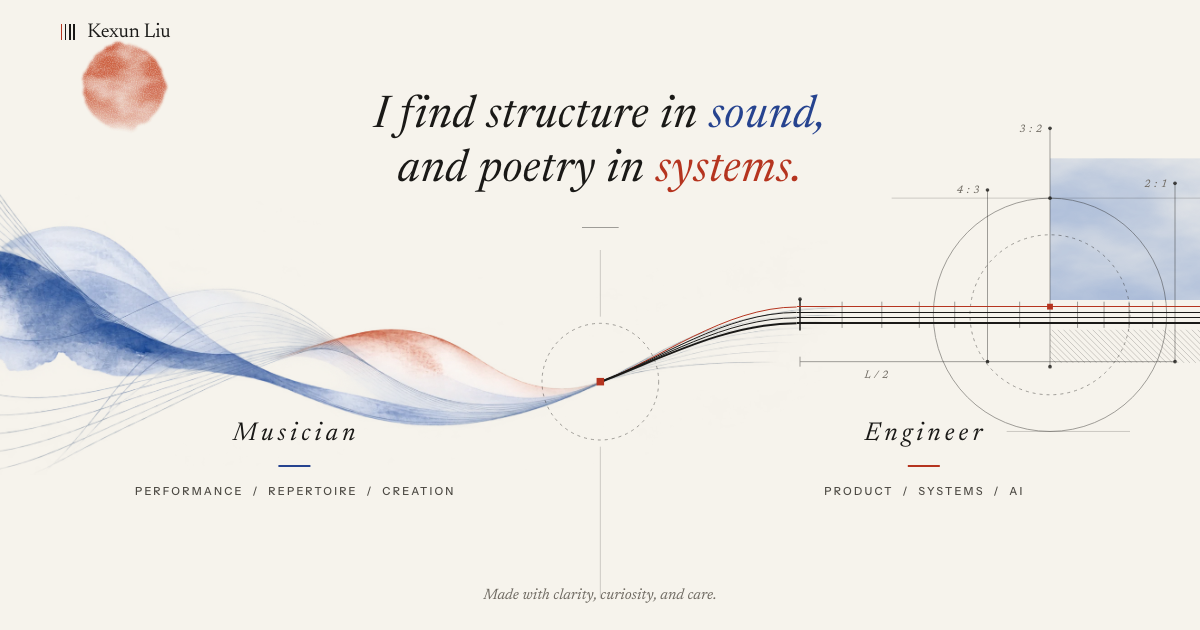 Kexun Liu
I find structure in sound,
and poetry in systems.
3 : 2
4 : 3
2 : 1
L / 2
Musician
Engineer
PERFORMANCE / REPERTOIRE / CREATION
PRODUCT / SYSTEMS / AI
Made with clarity, curiosity, and care.